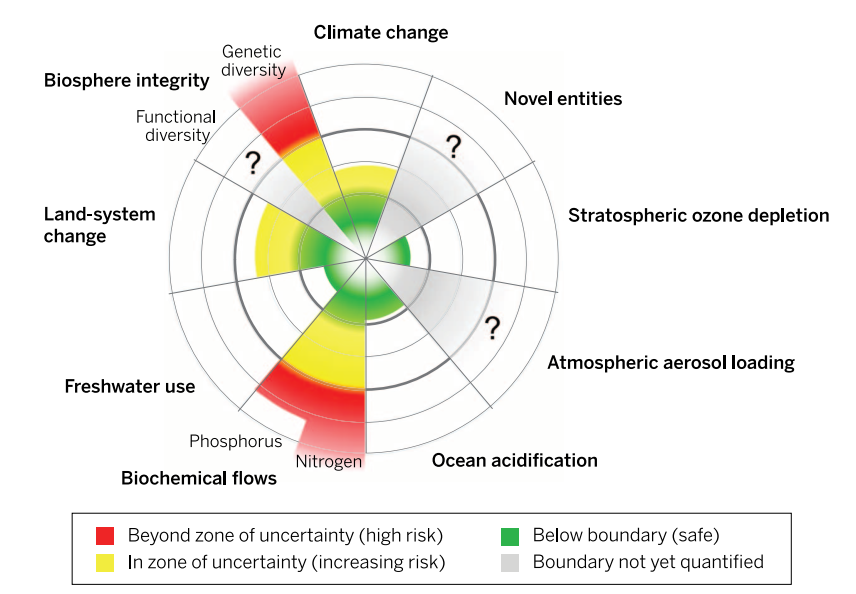 Climate change
Genetic
diversity
Biosphere integrity
Novel entities
Functional
diversity
?
?
Land-system
change
Stratospheric ozone depletion
?
Atmospheric aerosol loading
Freshwater use
Phosphorus
Nitrogen
Ocean acidification
Biochemical flows
Beyond zone of uncertainty (high risk)
In zone of uncertainty (increasing risk)
Below boundary (safe)
Boundary not yet quantified